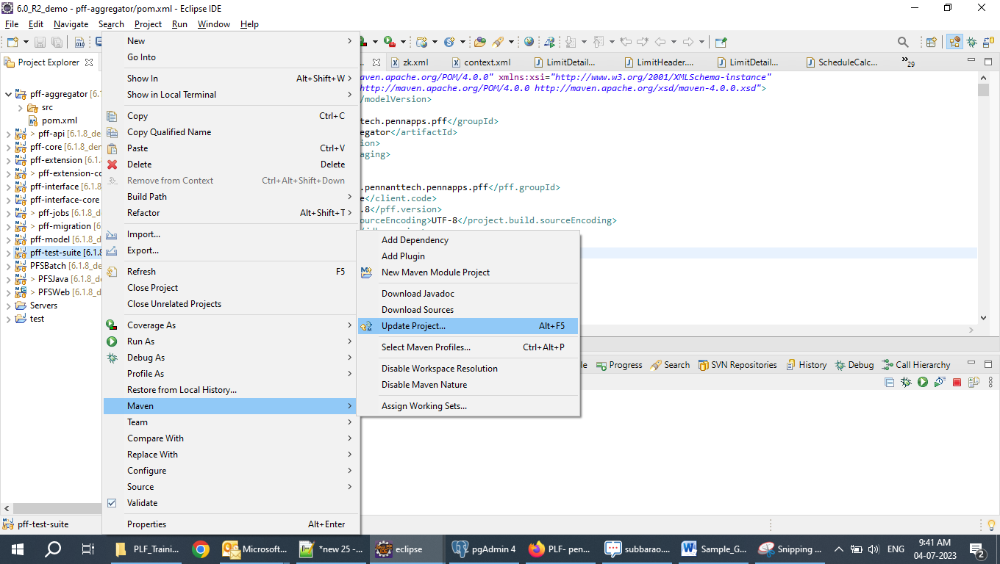 6.0_R2_demo - pff-aggregator/pom.xml - Eclipse IDE
File Edit Navigate Search Project Run Window Help
Project Explorer
zk.xml
context.xml
LimitDetail...
LimitHeader....
LimitDetail...
ScheduleCalc...
29
pff-aggregator [6.1
src
pom.xml
> pff-api [6.1.8_de
pff-core [6.1.8_den
pff-extension [6.1.
> pff-extension-co
pff-interface [6.1.8
pff-interface-core
> pff-jobs [6.1.8_d
> pff-migration [6
pff-model [6.1.8_d
pff-test-suite [6.1.8
PFSBatch [6.1.8_de
> PFSJava [6.1.8_d
> PFSWeb [6.1.8_d
Servers
test
New
Go Into
Show In Alt+Shift+W
Show in Local Terminal
Copy Ctrl+C
Copy Qualified Name
Paste Ctrl+V
Delete Delete
Remove from Context Ctrl+Alt+Shift+Down
Build Path
Refactor Alt+Shift+T
Import...
Export...
Refresh F5
Close Project
Close Unrelated Projects
Coverage As
Run As
Debug As
Profile As
Restore from Local History...
Maven
Team
Compare With
Replace With
Configure
Source
Validate
Properties Alt+Enter
aven.apache.org/POM/4.0.0" xmlns:xsi="http://www.w3.org/2001/XMLSchema-instance"
http://maven.apache.org/POM/4.0.0 http://maven.apache.org/xsd/maven-4.0.0.xsd">
/modelVersion>
tech.pennapps.pff</groupId>
egator</artifactId>
ion>
aging>
.pennanttech.pennapps.pff</pff.groupId>
e</client.code>
.8</pff.version>
ourceEncoding>UTF-8</project.build.sourceEncoding>
Add Dependency
Add Plugin
New Maven Module Project
Download Javadoc
Download Sources
Update Project... Alt+F5
Select Maven Profiles... Ctrl+Alt+P
Disable Workspace Resolution
Disable Maven Nature
Assign Working Sets...
le Progress Search SVN Repositories History Debug Call Hierarchy
pff-test-suite
PLF_Traini...
Microsoft...
*new 25 -...
eclipse
pgAdmin 4
PLF- pen...
subbarao....
Sample_G...
Snipping ...
ENG
9:41 AM
04-07-2023
2